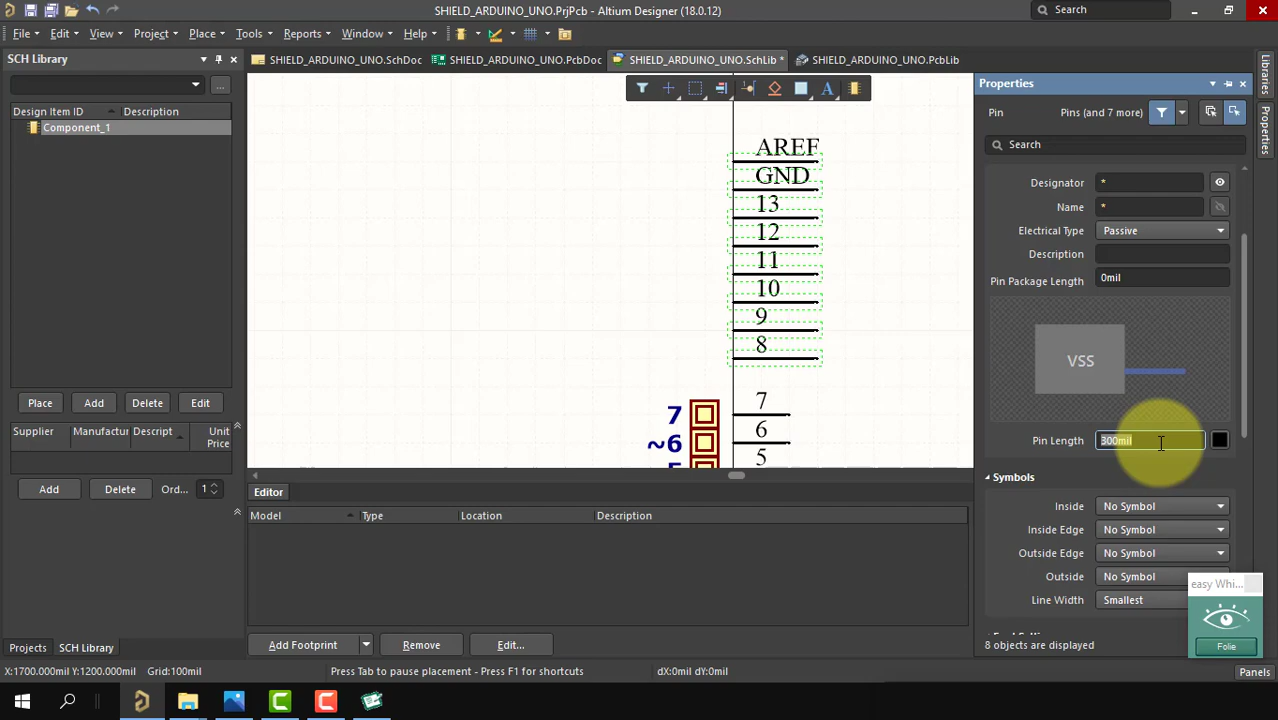 SHIELD_ARDUINO_UNO.PrjPcb - Altium Designer (18.0.12)
Search
File
Edit
View
Project
Place
Tools
Reports
Window
Help
SCH Library
SHIELD_ARDUINO_UNO.SchDoc
SHIELD_ARDUINO_UNO.PcbDoc
SHIELD_ARDUINO_UNO.SchLib *
SHIELD_ARDUINO_UNO.PcbLib
...
Design Item ID
Description
Component_1
Place
Add
Delete
Edit
Supplier
Manufactur
Descript
Unit
Price
Add
Delete
Ord...
1
Projects
SCH Library
A
AREF
GND
13
12
11
10
9
8
7
7
~6
6
5
Editor
Model
Type
Location
Description
Add Footprint
Remove
Edit...
Properties
Pin
Pins (and 7 more)
Search
Designator
*
Name
*
Electrical Type
Passive
Description
Pin Package Length
0mil
VSS
Pin Length
300mil
Symbols
Inside
No Symbol
Inside Edge
No Symbol
Outside Edge
No Symbol
Outside
No Symbol
Line Width
Smallest
8 objects are displayed
Libraries
Properties
easy Whi...
Folie
X:1700.000mil Y:1200.000mil
Grid:100mil
Press Tab to pause placement - Press F1 for shortcuts
dX:0mil dY:0mil
Panels